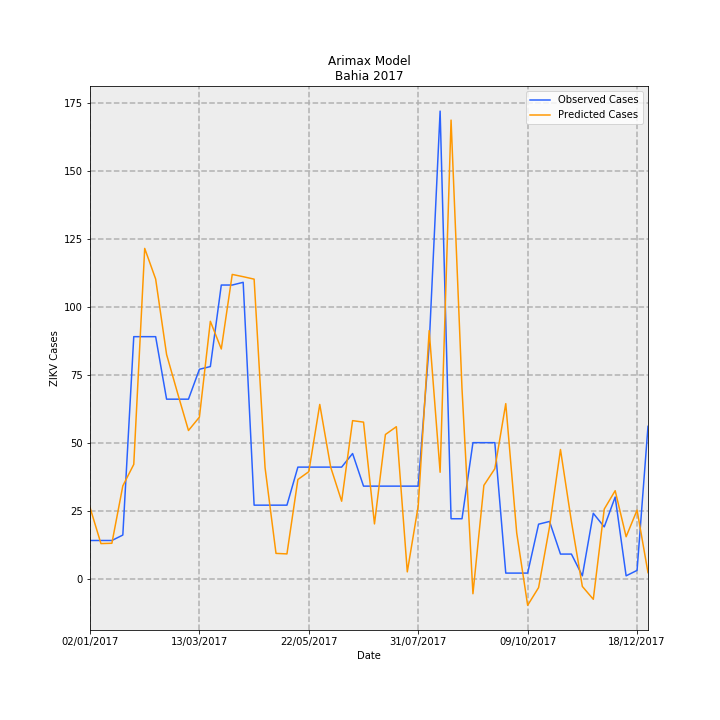 Arimax Model
Bahia 2017
Observed Cases
Predicted Cases
175
150
125
100
75
50
25
0
ZIKV Cases
02/01/2017 13/03/2017 22/05/2017 31/07/2017 09/10/2017 18/12/2017
Date